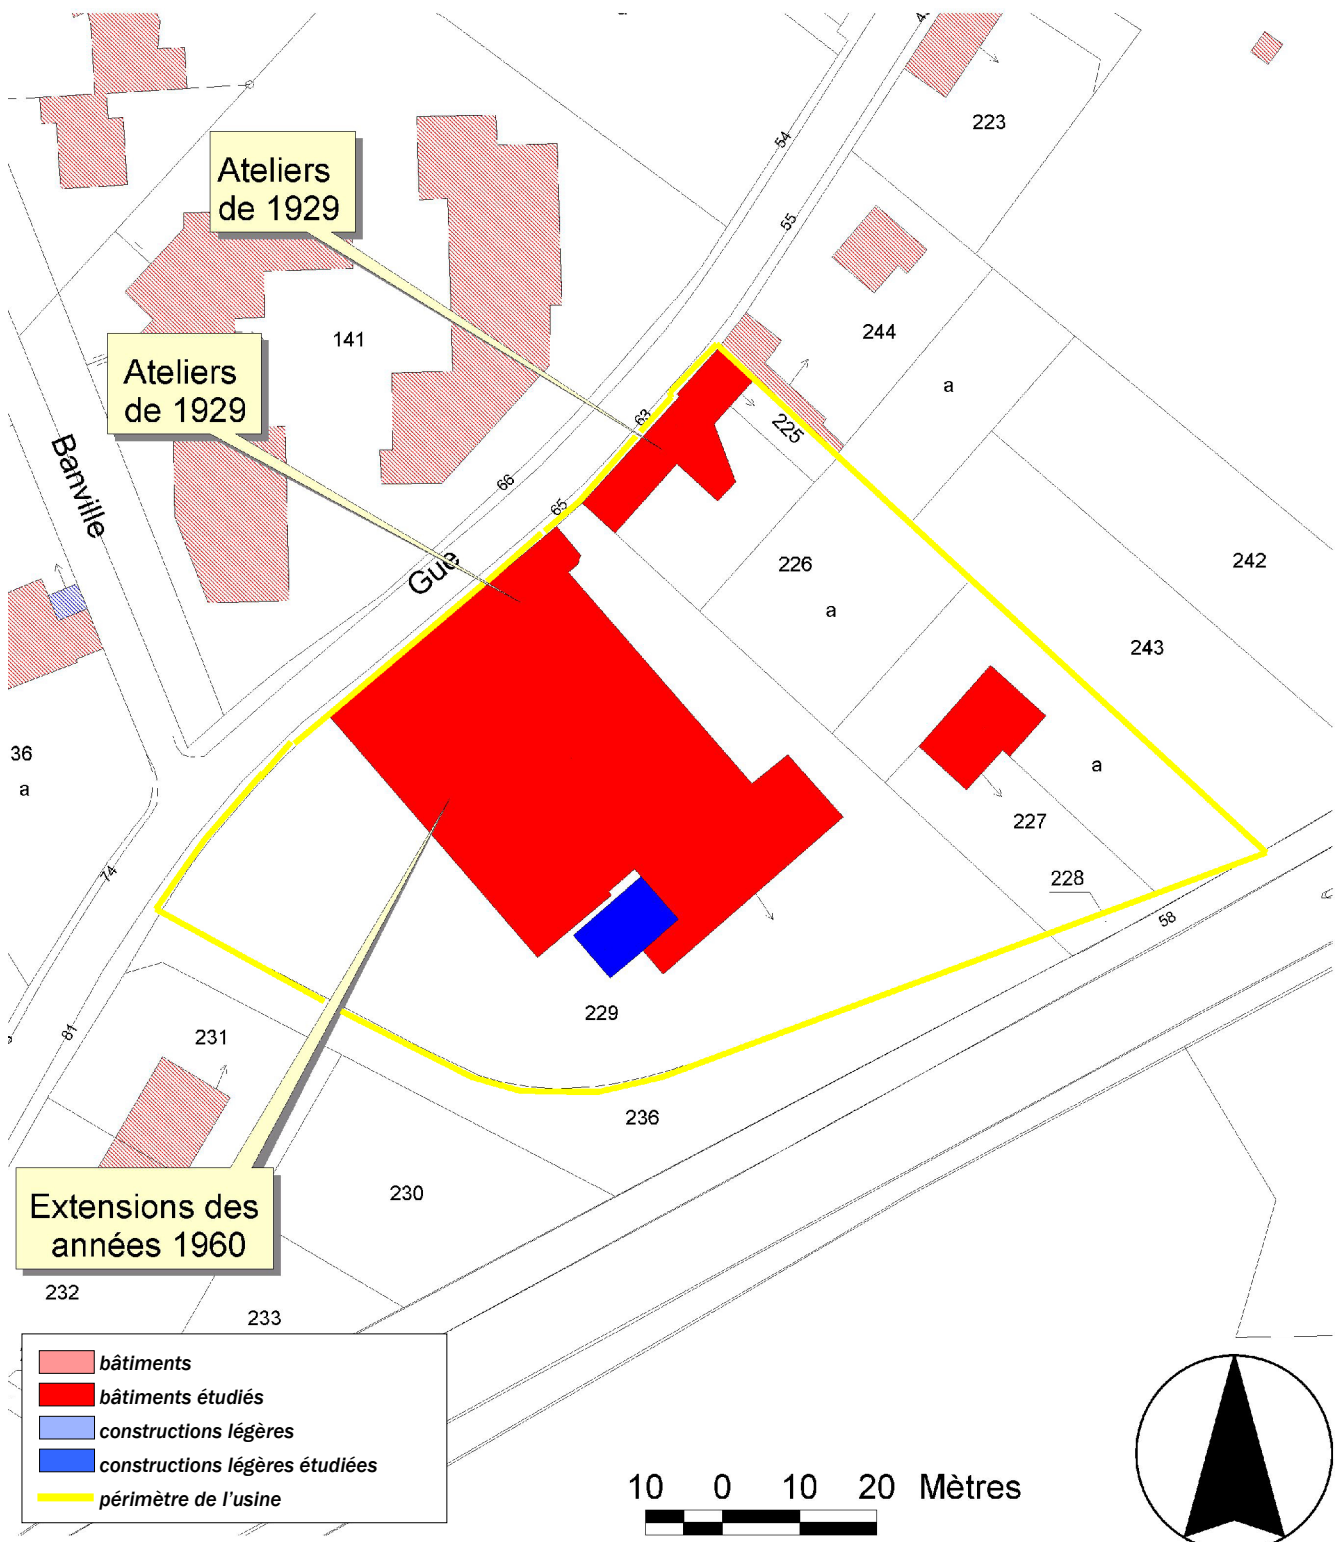 54
45
223
Ateliers
de 1929
55
244
141
a
Ateliers
de 1929
63
225
66
65
Banville
Gué
226
242
a
243
36
a
a
227
74
228
58
229
81
231
236
230
Extensions des
années 1960
232
233
bâtiments
bâtiments étudiés
constructions légères
constructions légères étudiées
périmètre de l'usine
10 0 10 20 Mètres